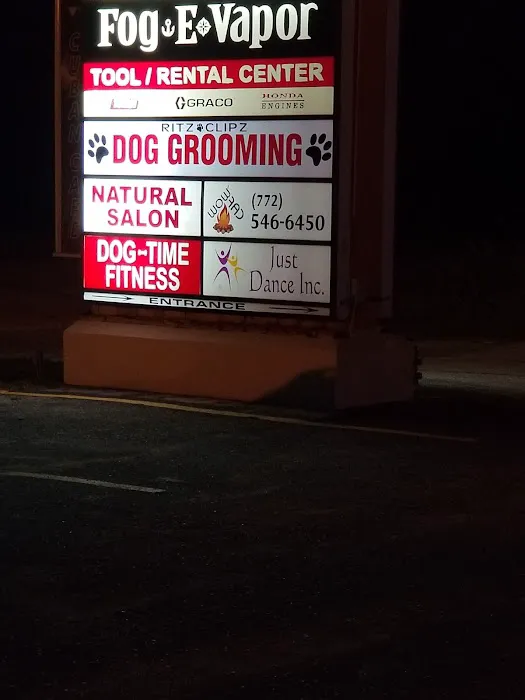 Fog E Vapor
TOOL / RENTAL CENTER
GRACO
HONDA
ENGINES
RITZ CLIPZ
DOG GROOMING
NATURAL
SALON
(772)
546-6450
DOG-TIME
FITNESS
Just
Dance Inc.
ENTRANCE